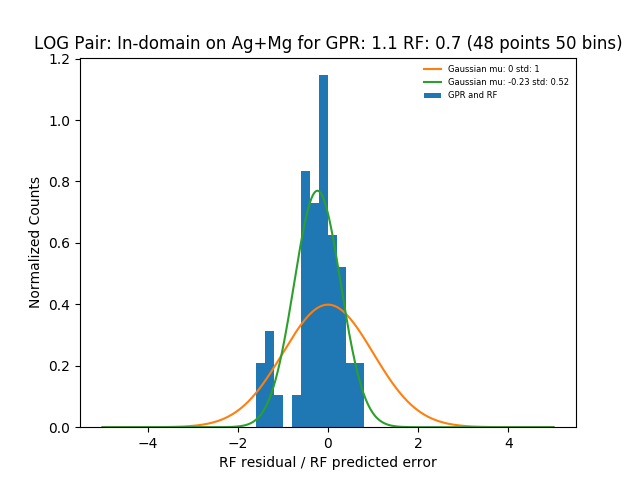 LOG Pair: In-domain on Ag+Mg for GPR: 1.1 RF: 0.7 (48 points 50 bins)
Gaussian mu: 0 std: 1
Gaussian mu: -0.23 std: 0.52
GPR and RF
Normalized Counts
1.2
1.0
0.8
0.6
0.4
0.2
0.0
−4 −2 0 2 4
RF residual / RF predicted error